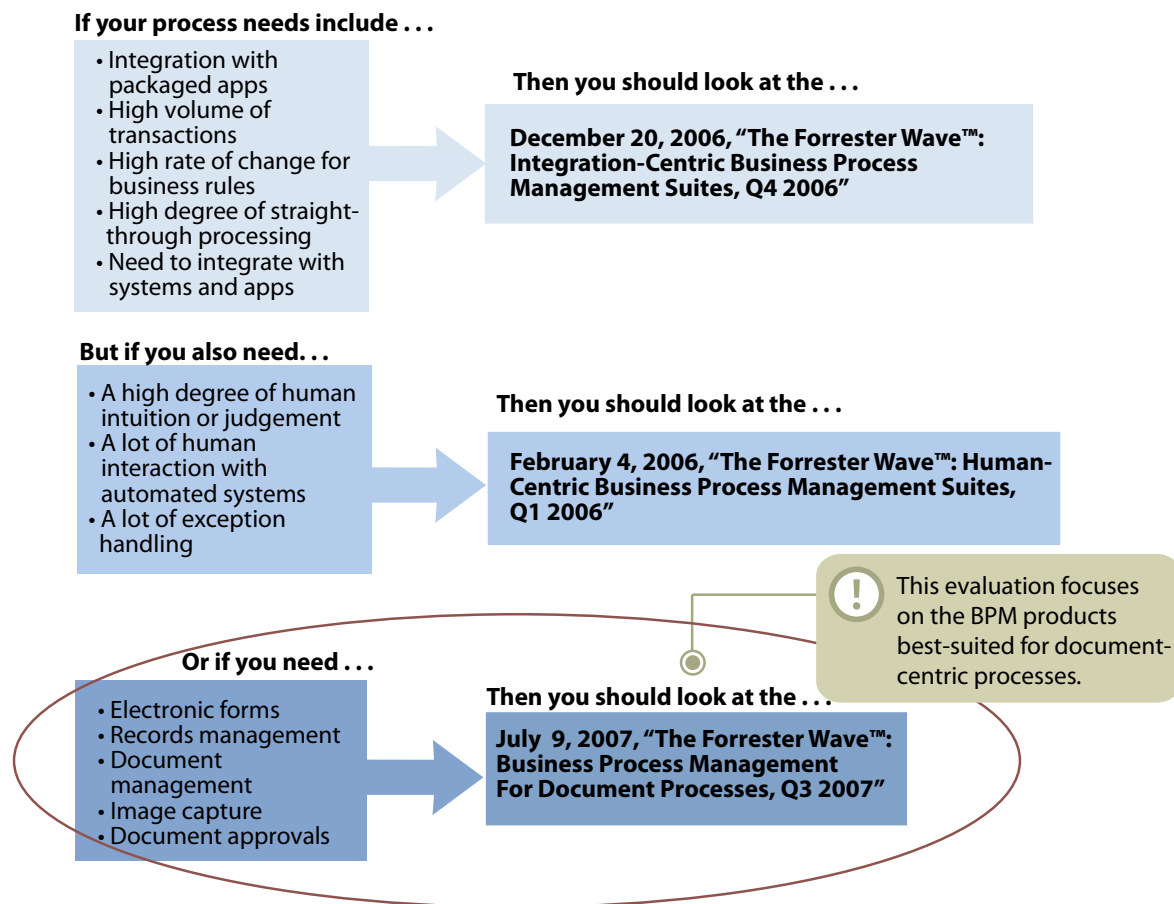 If your process needs include . . .
• Integration with
packaged apps
• High volume of
transactions
• High rate of change for
business rules
• High degree of straight-
through processing
• Need to integrate with
systems and apps
Then you should look at the . . .
December 20, 2006, “The Forrester Wave™:
Integration-Centric Business Process
Management Suites, Q4 2006”
But if you also need. . .
• A high degree of human
intuition or judgement
• A lot of human
interaction with
automated systems
• A lot of exception
handling
Then you should look at the . . .
February 4, 2006, “The Forrester Wave™: Human-
Centric Business Process Management Suites,
Q1 2006”
!
This evaluation focuses
on the BPM products
best-suited for document-
centric processes.
Or if you need . . .
• Electronic forms
• Records management
• Document
management
• Image capture
• Document approvals
Then you should look at the . . .
July 9, 2007, “The Forrester Wave™:
Business Process Management
For Document Processes, Q3 2007”